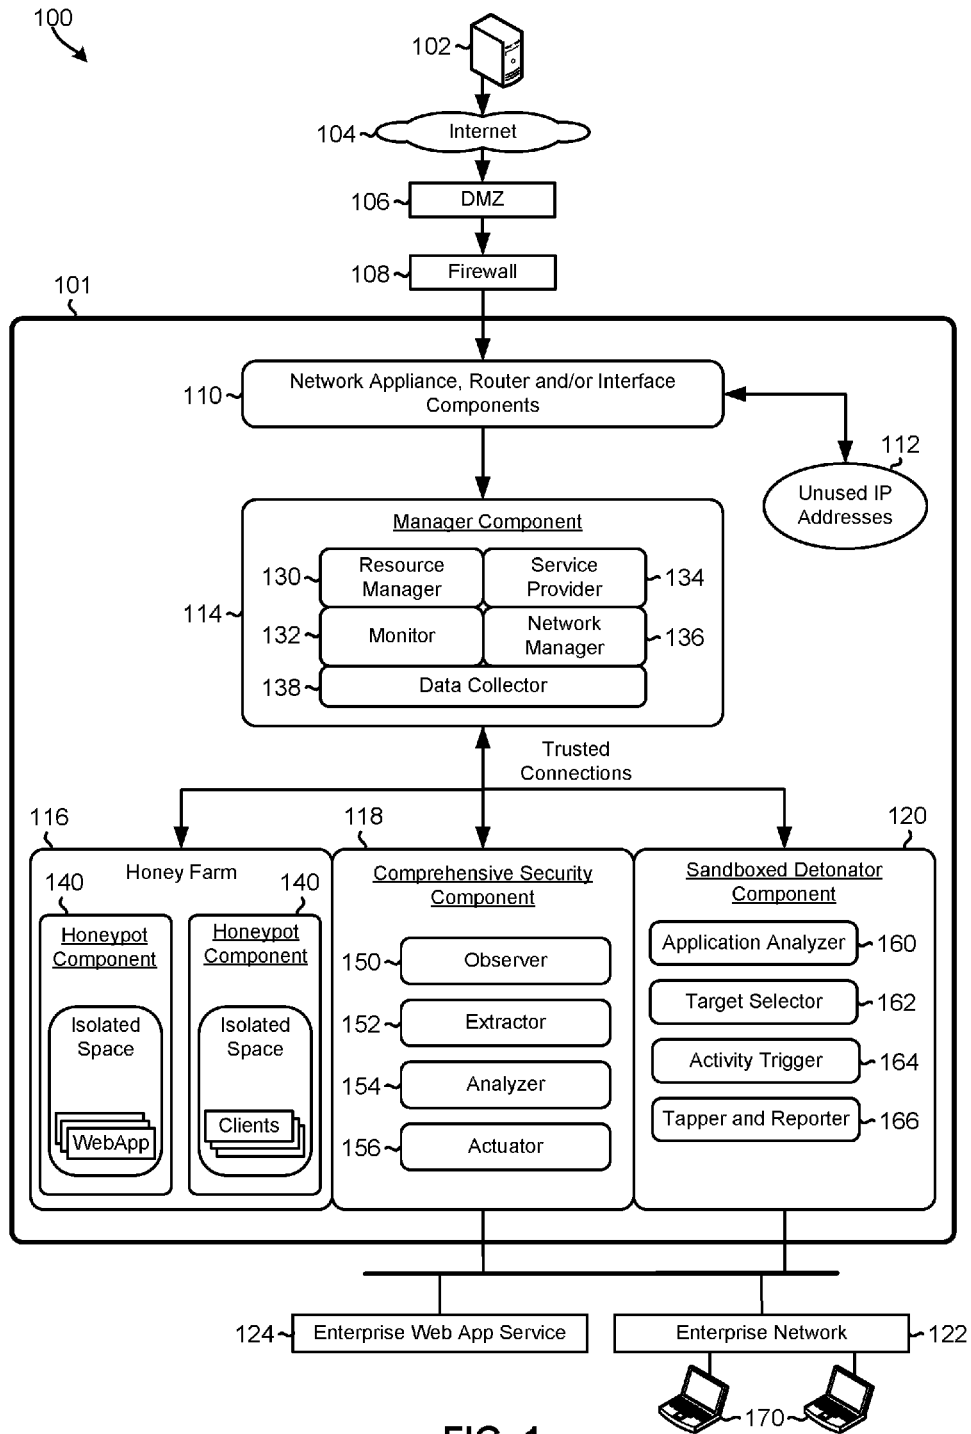 100
102
104
Internet
106
DMZ
108
Firewall
101
110
Network Appliance, Router and/or Interface
Components
112
Unused IP
Addresses
114
Manager Component
130
Resource
Manager
Service
Provider
134
132
Monitor
Network
Manager
136
138
Data Collector
Trusted
Connections
116
118
120
Honey Farm
140
140
Honeypot
Component
Honeypot
Component
Isolated
Space
Isolated
Space
WebApp
Clients
Comprehensive Security
Component
150
Observer
152
Extractor
154
Analyzer
156
Actuator
Sandboxed Detonator
Component
Application Analyzer
160
Target Selector
162
Activity Trigger
164
Tapper and Reporter
166
124
Enterprise Web App Service
Enterprise Network
122
170
FIG. 1